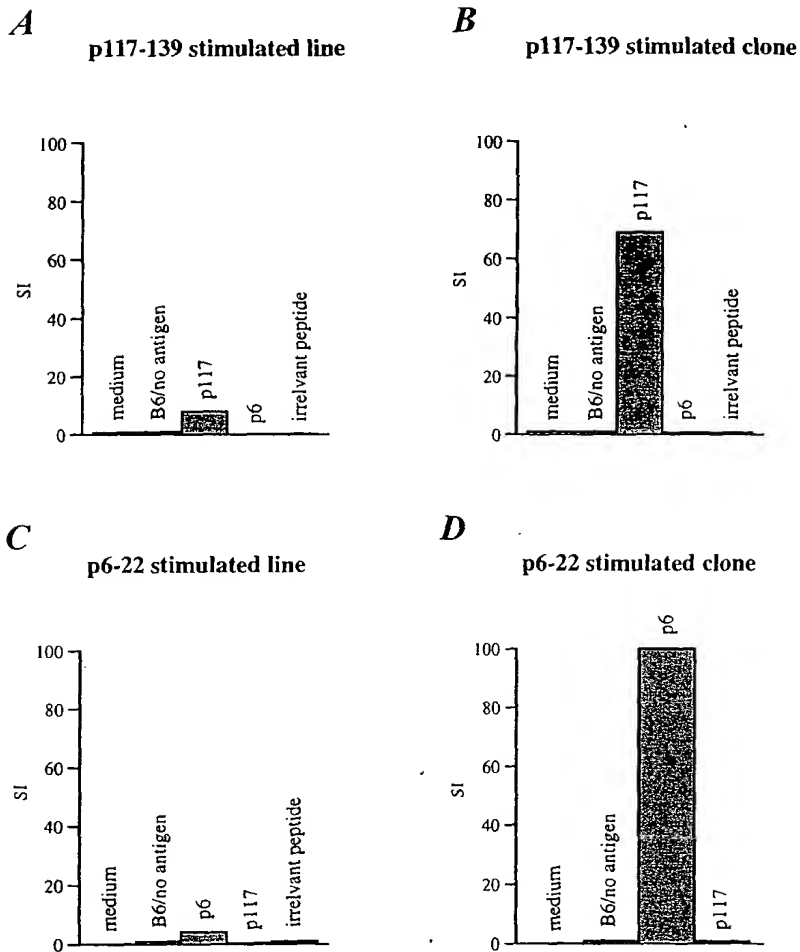 A
p117-139 stimulated line
100
80
60
40
20
0
SI
medium
B6/no antigen
p117
p6
irrelvant peptide
B
p117-139 stimulated clone
100
80
60
40
20
0
SI
medium
B6/no antigen
p117
p6
irrelvant peptide
C
p6-22 stimulated line
100
80
60
40
20
0
SI
medium
B6/no antigen
p6
p117
irrelvant peptide
D
p6-22 stimulated clone
100
80
60
40
20
0
SI
medium
B6/no antigen
p6
p117